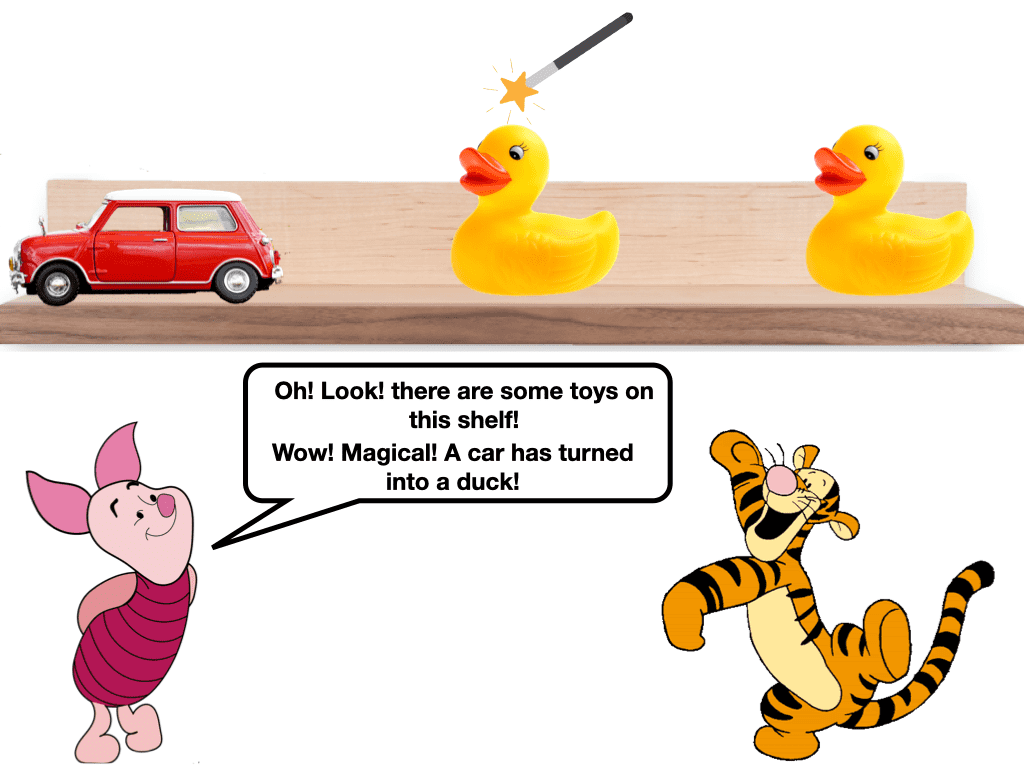 Oh! Look! there are some toys on
this shelf!
Wow! Magical! A car has turned
into a duck!